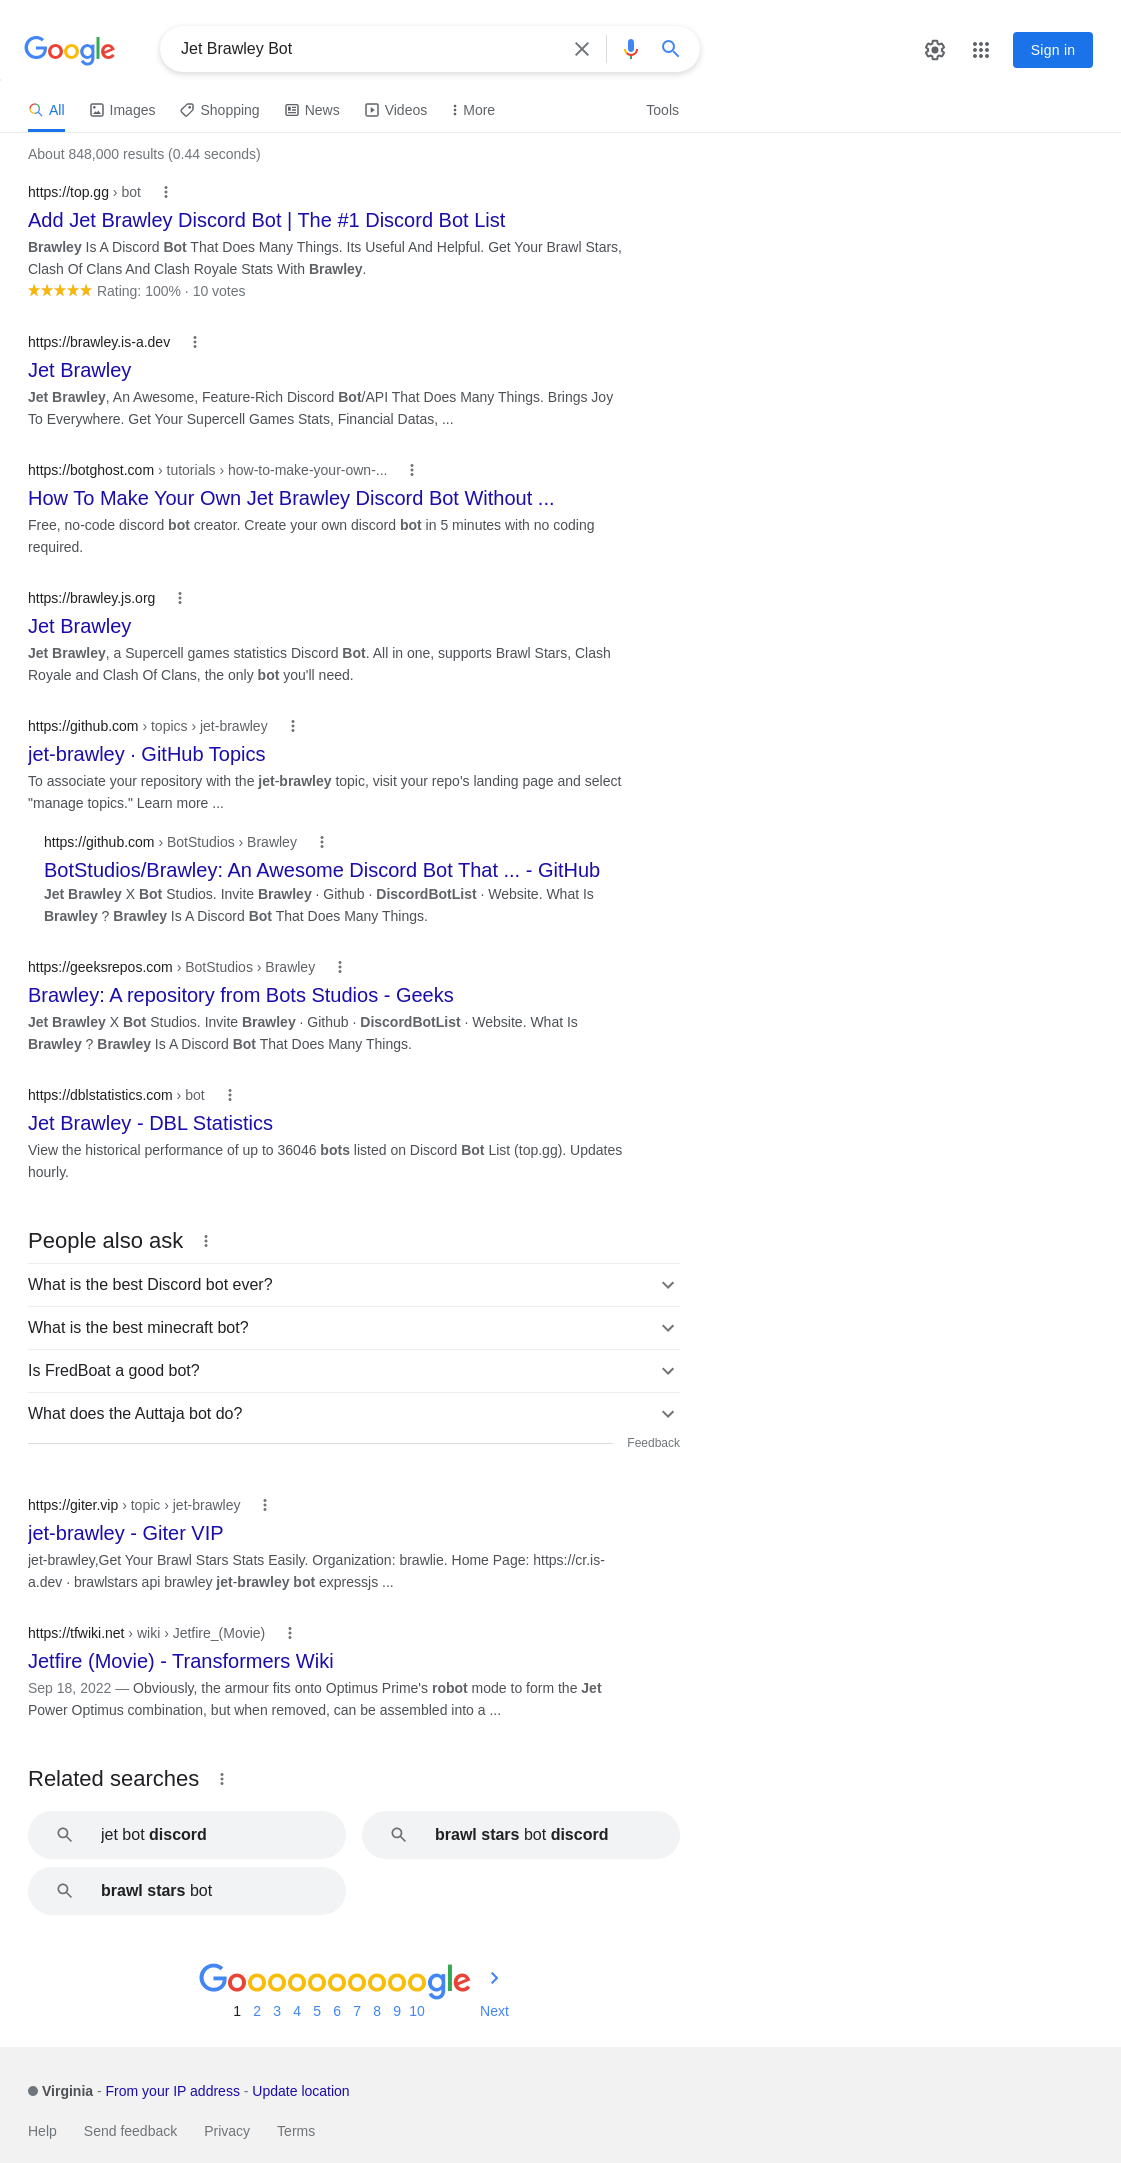 Google
Jet Brawley Bot
Sign in
All
Images
Shopping
News
Videos
More
Tools
About 848,000 results (0.44 seconds)
https://top.gg › bot
Add Jet Brawley Discord Bot | The #1 Discord Bot List
Brawley Is A Discord Bot That Does Many Things. Its Useful And Helpful. Get Your Brawl Stars,
Clash Of Clans And Clash Royale Stats With Brawley.
Rating: 100% · 10 votes
https://brawley.is-a.dev
Jet Brawley
Jet Brawley, An Awesome, Feature-Rich Discord Bot/API That Does Many Things. Brings Joy
To Everywhere. Get Your Supercell Games Stats, Financial Datas, ...
https://botghost.com › tutorials › how-to-make-your-own-...
How To Make Your Own Jet Brawley Discord Bot Without ...
Free, no-code discord bot creator. Create your own discord bot in 5 minutes with no coding
required.
https://brawley.js.org
Jet Brawley
Jet Brawley, a Supercell games statistics Discord Bot. All in one, supports Brawl Stars, Clash
Royale and Clash Of Clans, the only bot you'll need.
https://github.com › topics › jet-brawley
jet-brawley · GitHub Topics
To associate your repository with the jet-brawley topic, visit your repo's landing page and select
"manage topics." Learn more ...
https://github.com › BotStudios › Brawley
BotStudios/Brawley: An Awesome Discord Bot That ... - GitHub
Jet Brawley X Bot Studios. Invite Brawley · Github · DiscordBotList · Website. What Is
Brawley ? Brawley Is A Discord Bot That Does Many Things.
https://geeksrepos.com › BotStudios › Brawley
Brawley: A repository from Bots Studios - Geeks
Jet Brawley X Bot Studios. Invite Brawley · Github · DiscordBotList · Website. What Is
Brawley ? Brawley Is A Discord Bot That Does Many Things.
https://dblstatistics.com › bot
Jet Brawley - DBL Statistics
View the historical performance of up to 36046 bots listed on Discord Bot List (top.gg). Updates
hourly.
People also ask
What is the best Discord bot ever?
What is the best minecraft bot?
Is FredBoat a good bot?
What does the Auttaja bot do?
Feedback
https://giter.vip › topic › jet-brawley
jet-brawley - Giter VIP
jet-brawley,Get Your Brawl Stars Stats Easily. Organization: brawlie. Home Page: https://cr.is-
a.dev · brawlstars api brawley jet-brawley bot expressjs ...
https://tfwiki.net › wiki › Jetfire_(Movie)
Jetfire (Movie) - Transformers Wiki
Sep 18, 2022 — Obviously, the armour fits onto Optimus Prime's robot mode to form the Jet
Power Optimus combination, but when removed, can be assembled into a ...
Related searches
jet bot discord
brawl stars bot discord
brawl stars bot
Goooooooooogle
1 2 3 4 5 6 7 8 9 10 Next
Virginia - From your IP address - Update location
Help Send feedback Privacy Terms